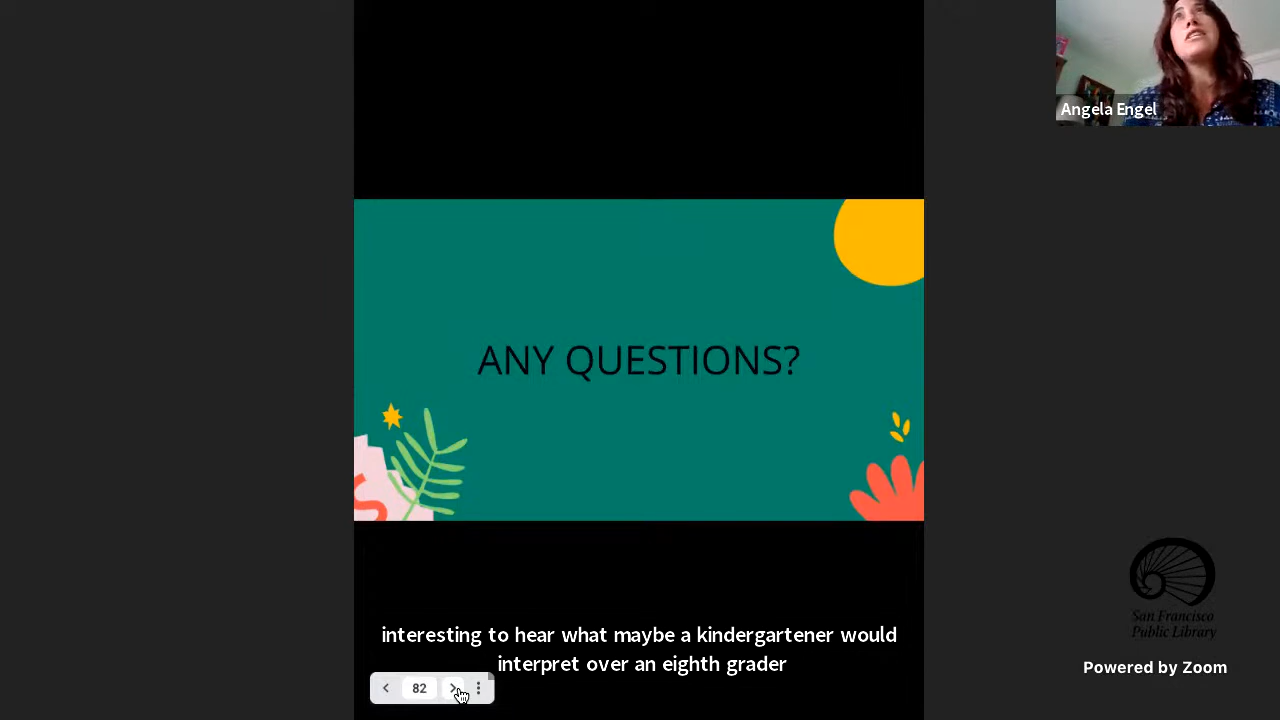 Angela Engel
ANY QUESTIONS?
interesting to hear what maybe a kindergartener would
interpret over an eighth grader
82
San Francisco
Public Library
Powered by Zoom